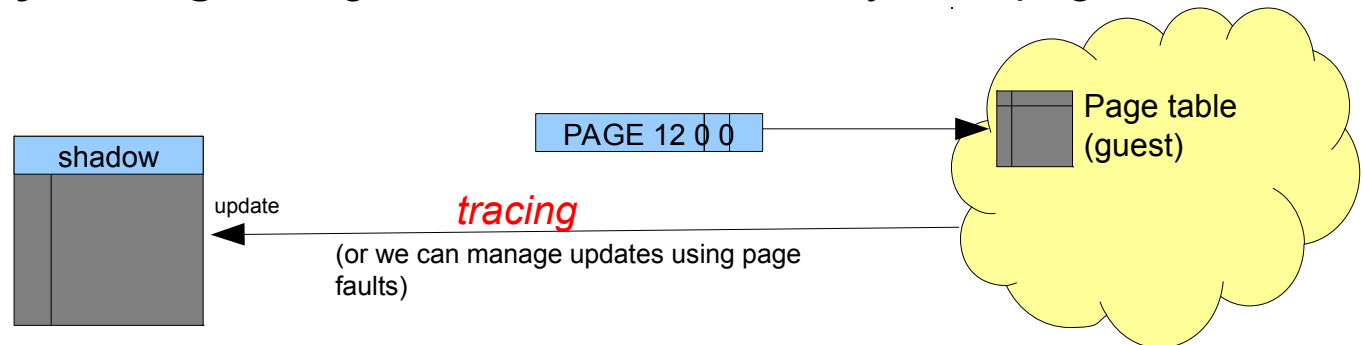 PAGE 12 0 0
Page table
(guest)
shadow
update
tracing
(or we can manage updates using page
faults)